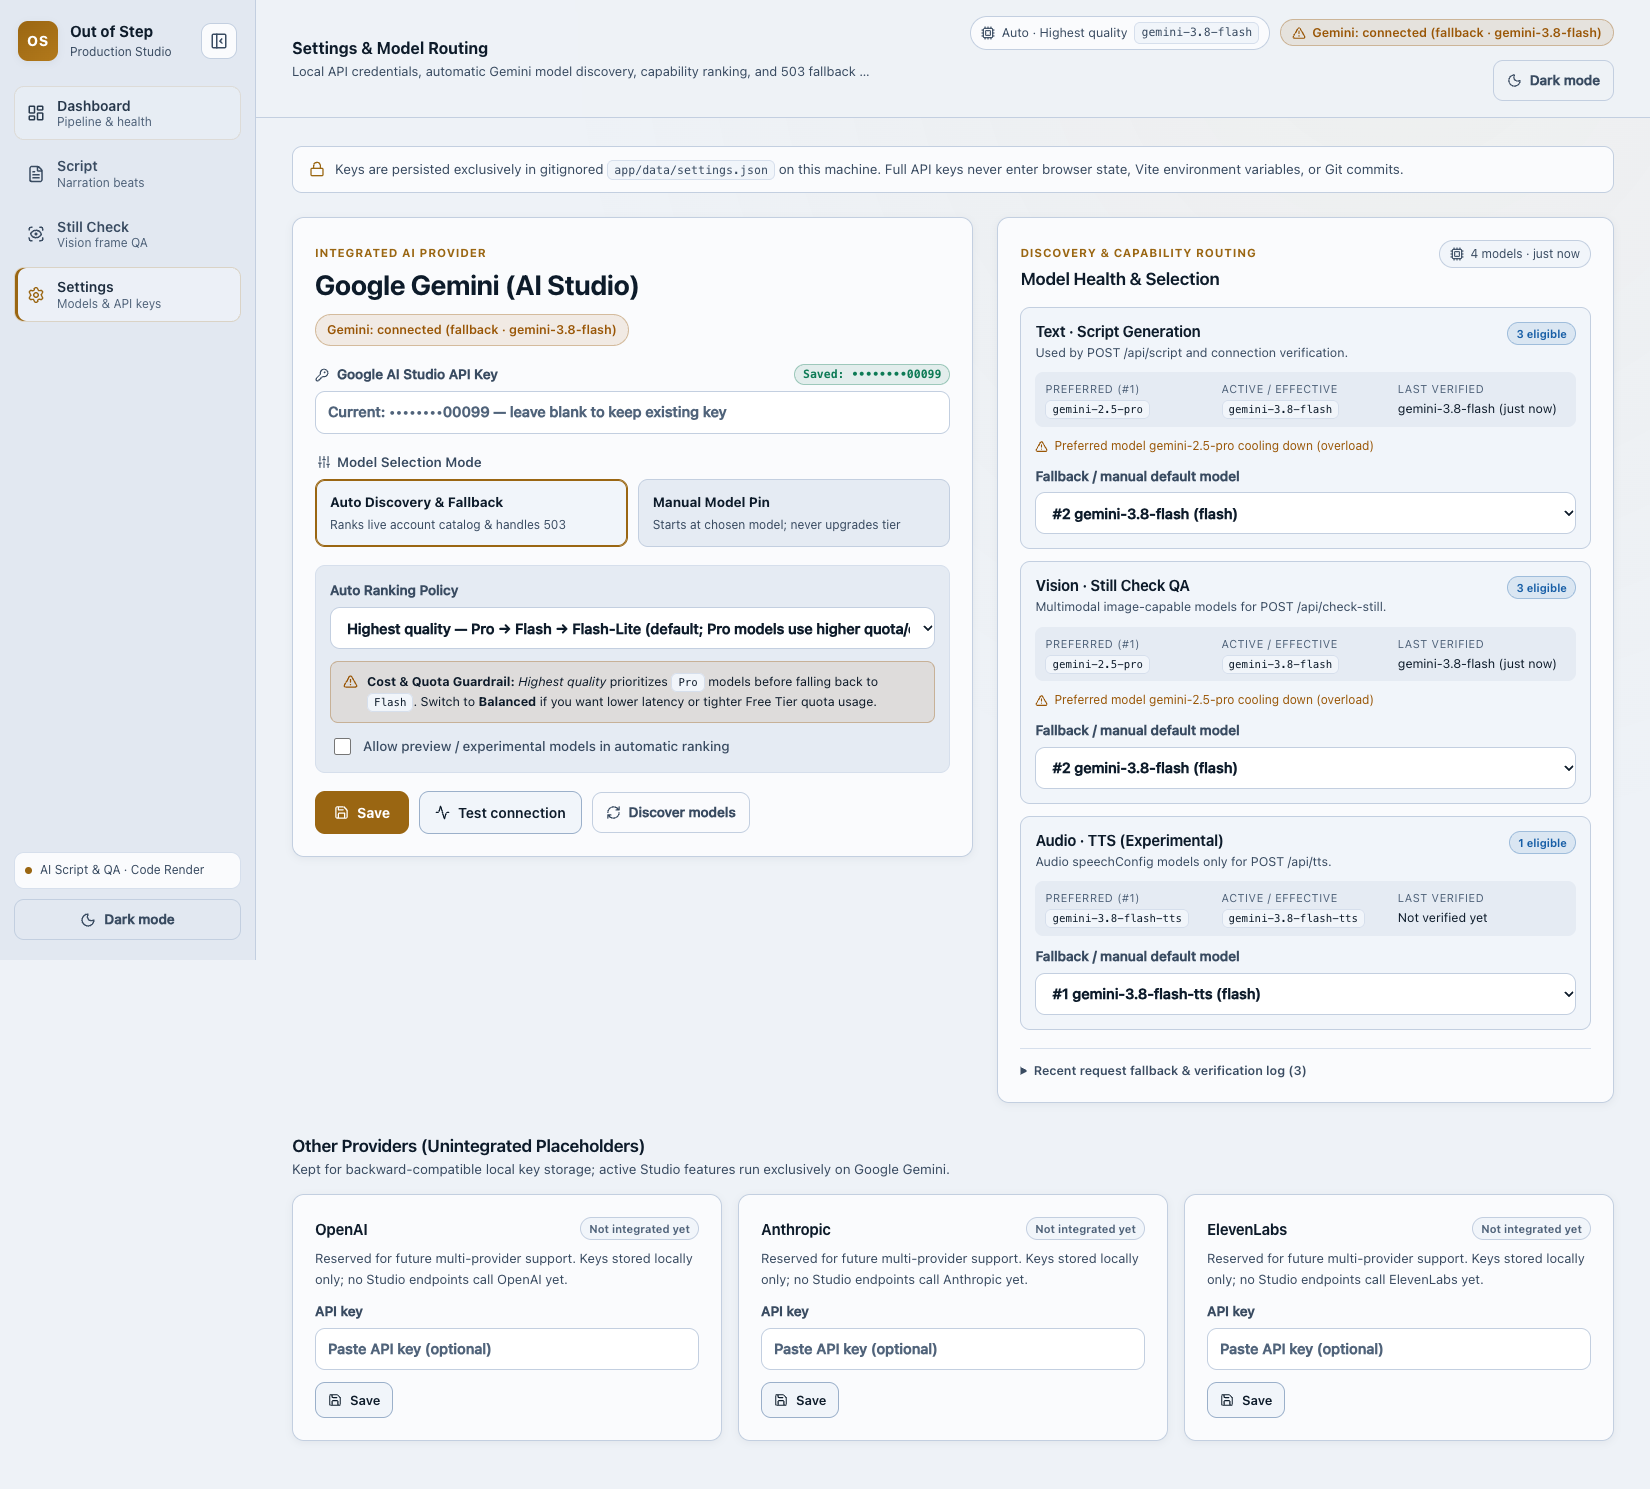 OS
Out of Step
Production Studio
Dashboard
Pipeline & health
Script
Narration beats
Still Check
Vision frame QA
Settings
Models & API keys
AI Script & QA · Code Render
Dark mode
Settings & Model Routing
Local API credentials, automatic Gemini model discovery, capability ranking, and 503 fallback ...
Auto · Highest quality gemini-3.8-flash
Gemini: connected (fallback · gemini-3.8-flash)
Dark mode
Keys are persisted exclusively in gitignored app/data/settings.json on this machine. Full API keys never enter browser state, Vite environment variables, or Git commits.
INTEGRATED AI PROVIDER
Google Gemini (AI Studio)
Gemini: connected (fallback · gemini-3.8-flash)
Google AI Studio API Key
Saved: ••••••••00099
Current: ••••••••00099 — leave blank to keep existing key
Model Selection Mode
Auto Discovery & Fallback
Ranks live account catalog & handles 503
Manual Model Pin
Starts at chosen model; never upgrades tier
Auto Ranking Policy
Highest quality — Pro → Flash → Flash-Lite (default; Pro models use higher quota/
Cost & Quota Guardrail: Highest quality prioritizes Pro models before falling back to
Flash . Switch to Balanced if you want lower latency or tighter Free Tier quota usage.
Allow preview / experimental models in automatic ranking
Save
Test connection
Discover models
DISCOVERY & CAPABILITY ROUTING
Model Health & Selection
4 models · just now
Text · Script Generation
Used by POST /api/script and connection verification.
3 eligible
PREFERRED (#1)
gemini-2.5-pro
ACTIVE / EFFECTIVE
gemini-3.8-flash
LAST VERIFIED
gemini-3.8-flash (just now)
Preferred model gemini-2.5-pro cooling down (overload)
Fallback / manual default model
#2 gemini-3.8-flash (flash)
Vision · Still Check QA
Multimodal image-capable models for POST /api/check-still.
3 eligible
PREFERRED (#1)
gemini-2.5-pro
ACTIVE / EFFECTIVE
gemini-3.8-flash
LAST VERIFIED
gemini-3.8-flash (just now)
Preferred model gemini-2.5-pro cooling down (overload)
Fallback / manual default model
#2 gemini-3.8-flash (flash)
Audio · TTS (Experimental)
Audio speechConfig models only for POST /api/tts.
1 eligible
PREFERRED (#1)
gemini-3.8-flash-tts
ACTIVE / EFFECTIVE
gemini-3.8-flash-tts
LAST VERIFIED
Not verified yet
Fallback / manual default model
#1 gemini-3.8-flash-tts (flash)
Recent request fallback & verification log (3)
Other Providers (Unintegrated Placeholders)
Kept for backward-compatible local key storage; active Studio features run exclusively on Google Gemini.
OpenAI
Not integrated yet
Reserved for future multi-provider support. Keys stored locally
only; no Studio endpoints call OpenAI yet.
API key
Paste API key (optional)
Save
Anthropic
Not integrated yet
Reserved for future multi-provider support. Keys stored locally
only; no Studio endpoints call Anthropic yet.
API key
Paste API key (optional)
Save
ElevenLabs
Not integrated yet
Reserved for future multi-provider support. Keys stored locally
only; no Studio endpoints call ElevenLabs yet.
API key
Paste API key (optional)
Save